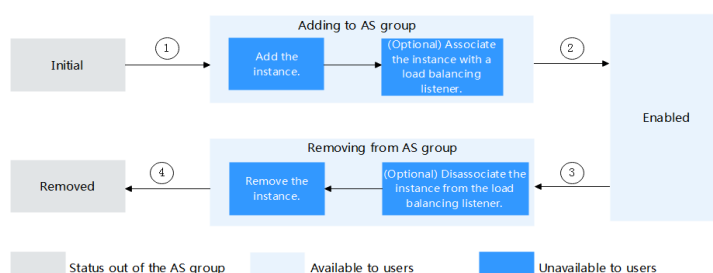 Adding to AS group
1
2
Initial
Add the
instance.
(Optional) Associate
the instance with a
load balancing
listener.
Enabled
Removing from AS group
4
3
Removed
Remove the
instance.
(Optional) Disassociate the
instance from the load
balancing listener.
Status out of the AS group
Available to users
Unavailable to users